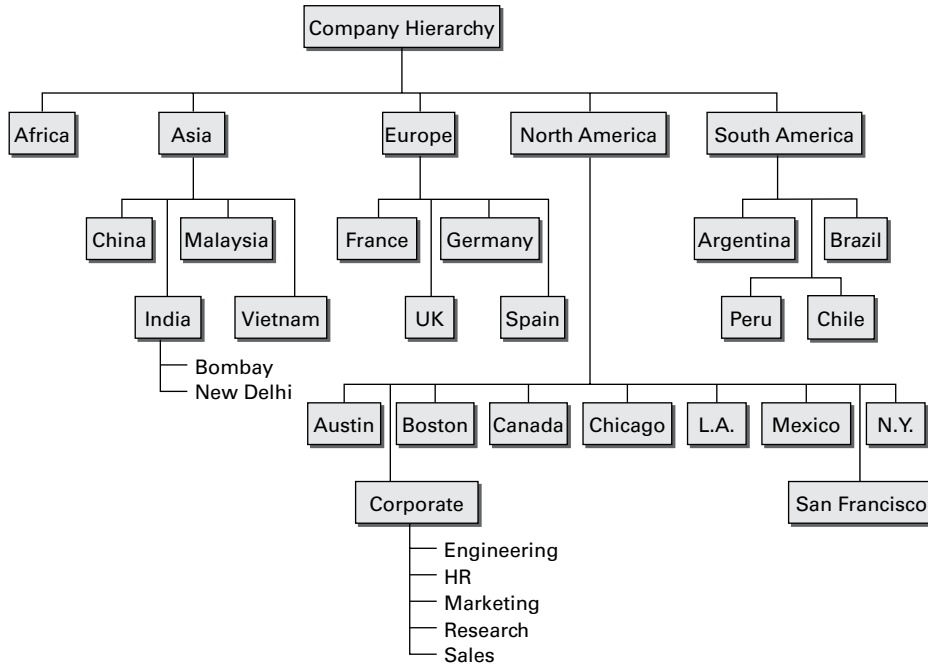 Company Hierarchy
Africa
Asia
Europe
North America
South America
China
Malaysia
France
Germany
Argentina
Brazil
India
Vietnam
UK
Spain
Peru
Chile
Bombay
New Delhi
Austin
Boston
Canada
Chicago
L.A.
Mexico
N.Y.
Corporate
San Francisco
Engineering
HR
Marketing
Research
Sales